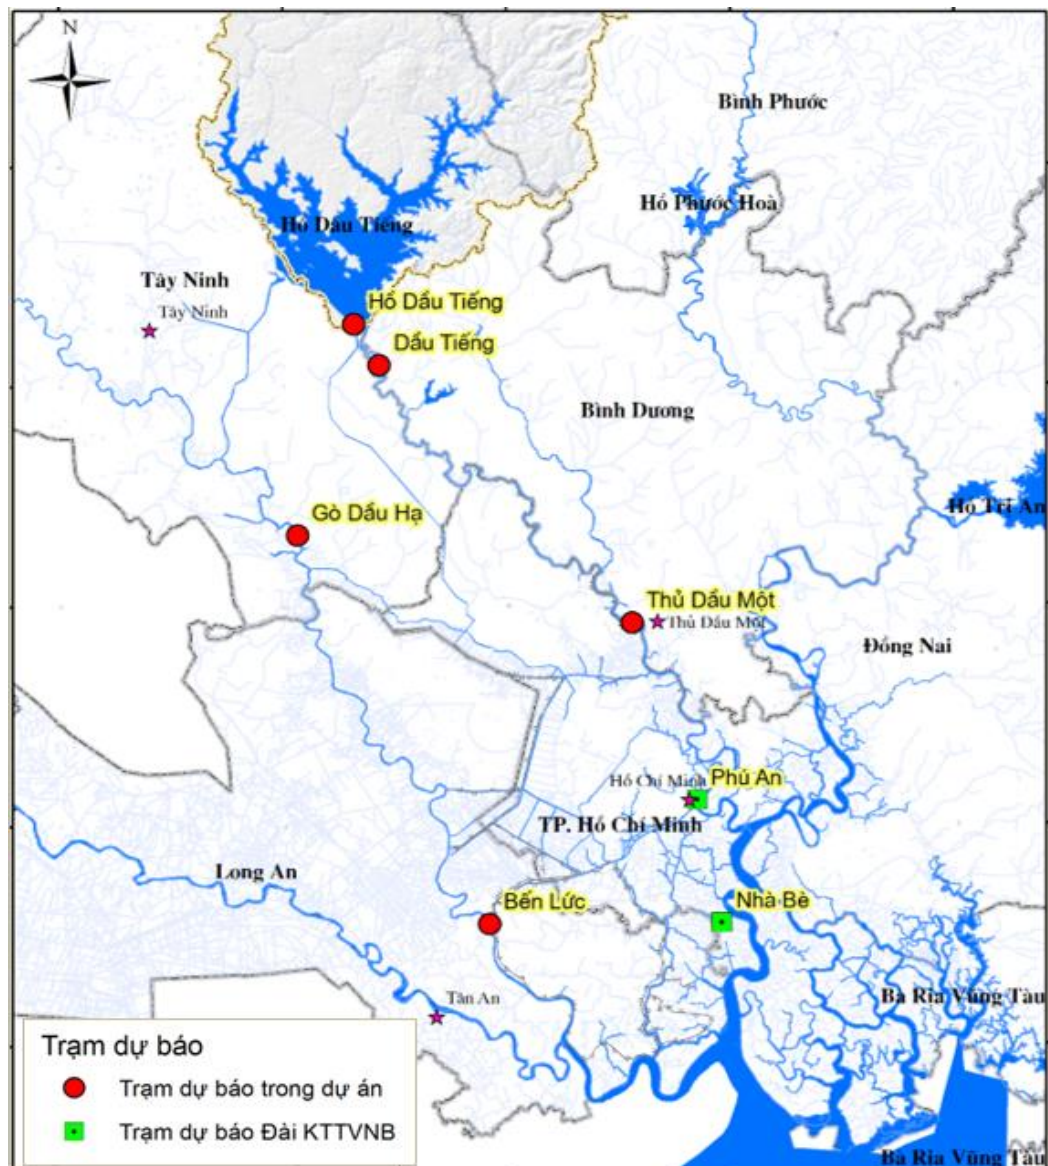 N
Bình Phước
Hồ Phước Hoà
Hồ Dầu Tiếng
Tây Ninh
Tây Ninh
Hồ Dầu Tiếng
Dầu Tiếng
Bình Dương
Hồ Trị An
Gò Dầu Hạ
Thủ Dầu Một
Thủ Dầu Một
Đồng Nai
Hồ Chí Minh
Phú An
TP. Hồ Chí Minh
Long An
Bến Lức
Nhà Bè
Tân An
Bà Rịa Vũng Tàu
Trạm dự báo
Trạm dự báo trong dự án
Trạm dự báo Đài KTTVNB
Bà Rịa Vũng Tàu